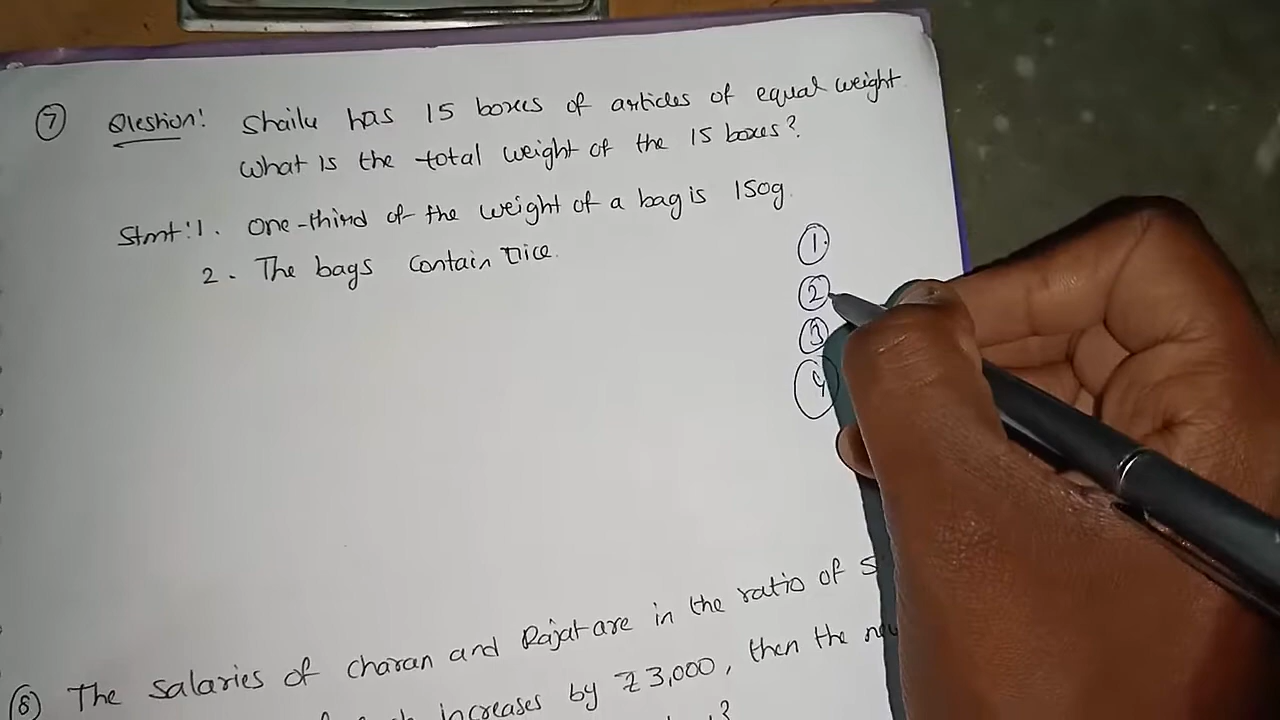 7 Qlestion: Shailu has 15 boxes of articles of equal weight.
What is the total weight of the 15 boxes?
Stmt: 1. One-third of the weight of a bag is 150g.
2. The bags contain rice.
1
2
3
4
8 The salaries of Charan and Rajat are in the ratio of
increases by ₹3,000, then the